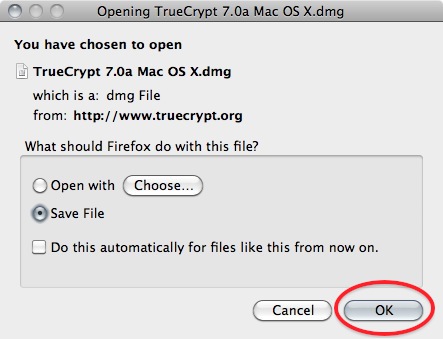 Opening TrueCrypt 7.0a Mac OS X.dmg
You have chosen to open
TrueCrypt 7.0a Mac OS X.dmg
which is a: dmg File
from: http://www.truecrypt.org
What should Firefox do with this file?
Open with Choose...
Save File
Do this automatically for files like this from now on.
Cancel OK